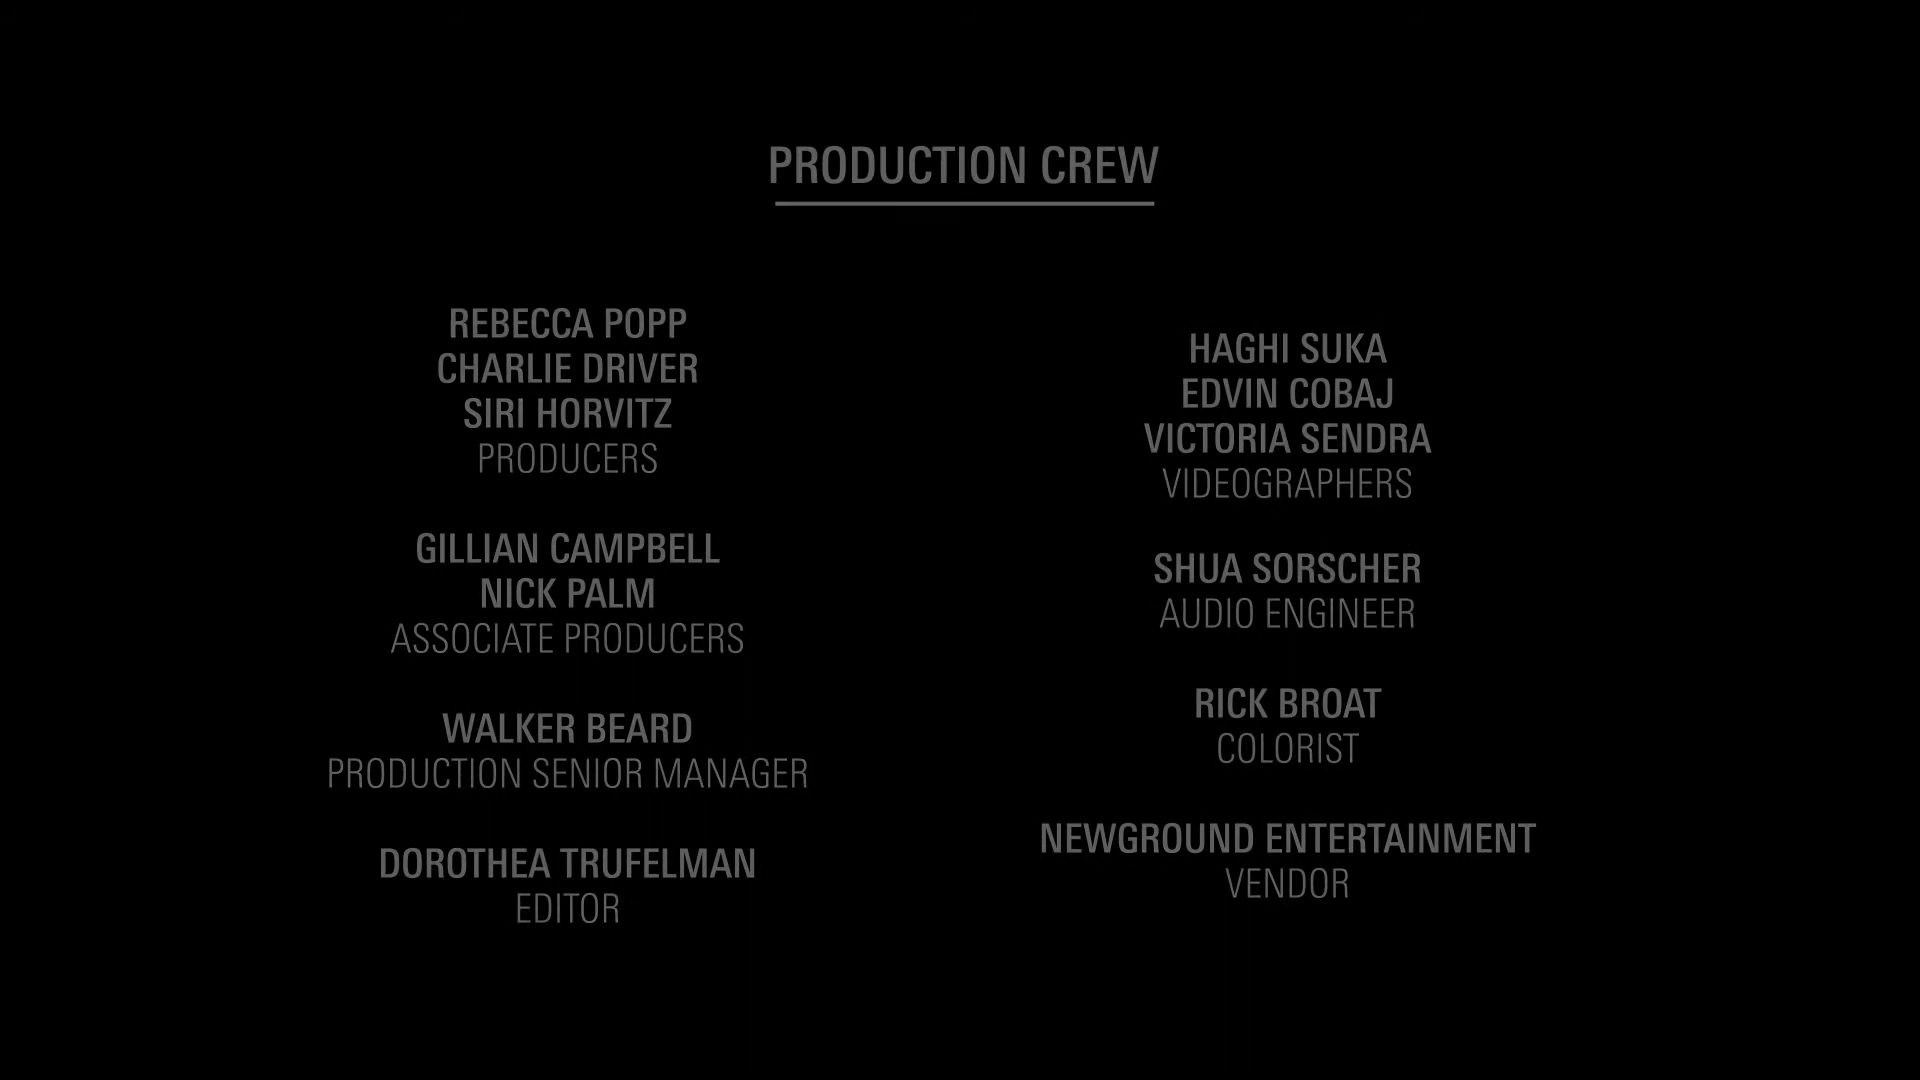 PRODUCTION CREW
REBECCA POPP
CHARLIE DRIVER
SIRI HORVITZ
PRODUCERS
GILLIAN CAMPBELL
NICK PALM
ASSOCIATE PRODUCERS
WALKER BEARD
PRODUCTION SENIOR MANAGER
DOROTHEA TRUFELMAN
EDITOR
HAGHI SUKA
EDVIN COBAJ
VICTORIA SENDRA
VIDEOGRAPHERS
SHUA SORSCHER
AUDIO ENGINEER
RICK BROAT
COLORIST
NEWGROUND ENTERTAINMENT
VENDOR